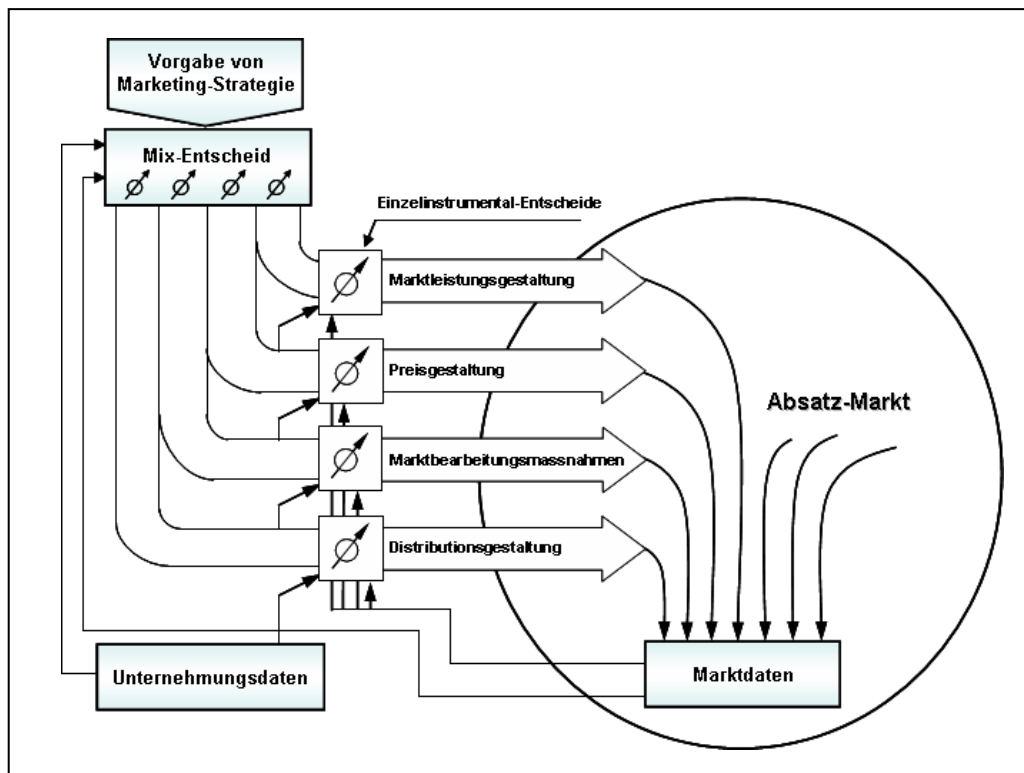 Vorgabe von
Marketing-Strategie
Mix-Entscheid
Einzelinstrumental-Entscheide
Marktleistungsgestaltung
Preisgestaltung
Absatz-Markt
Marktbearbeitungsmassnahmen
Distributionsgestaltung
Unternehmungsdaten
Marktdaten